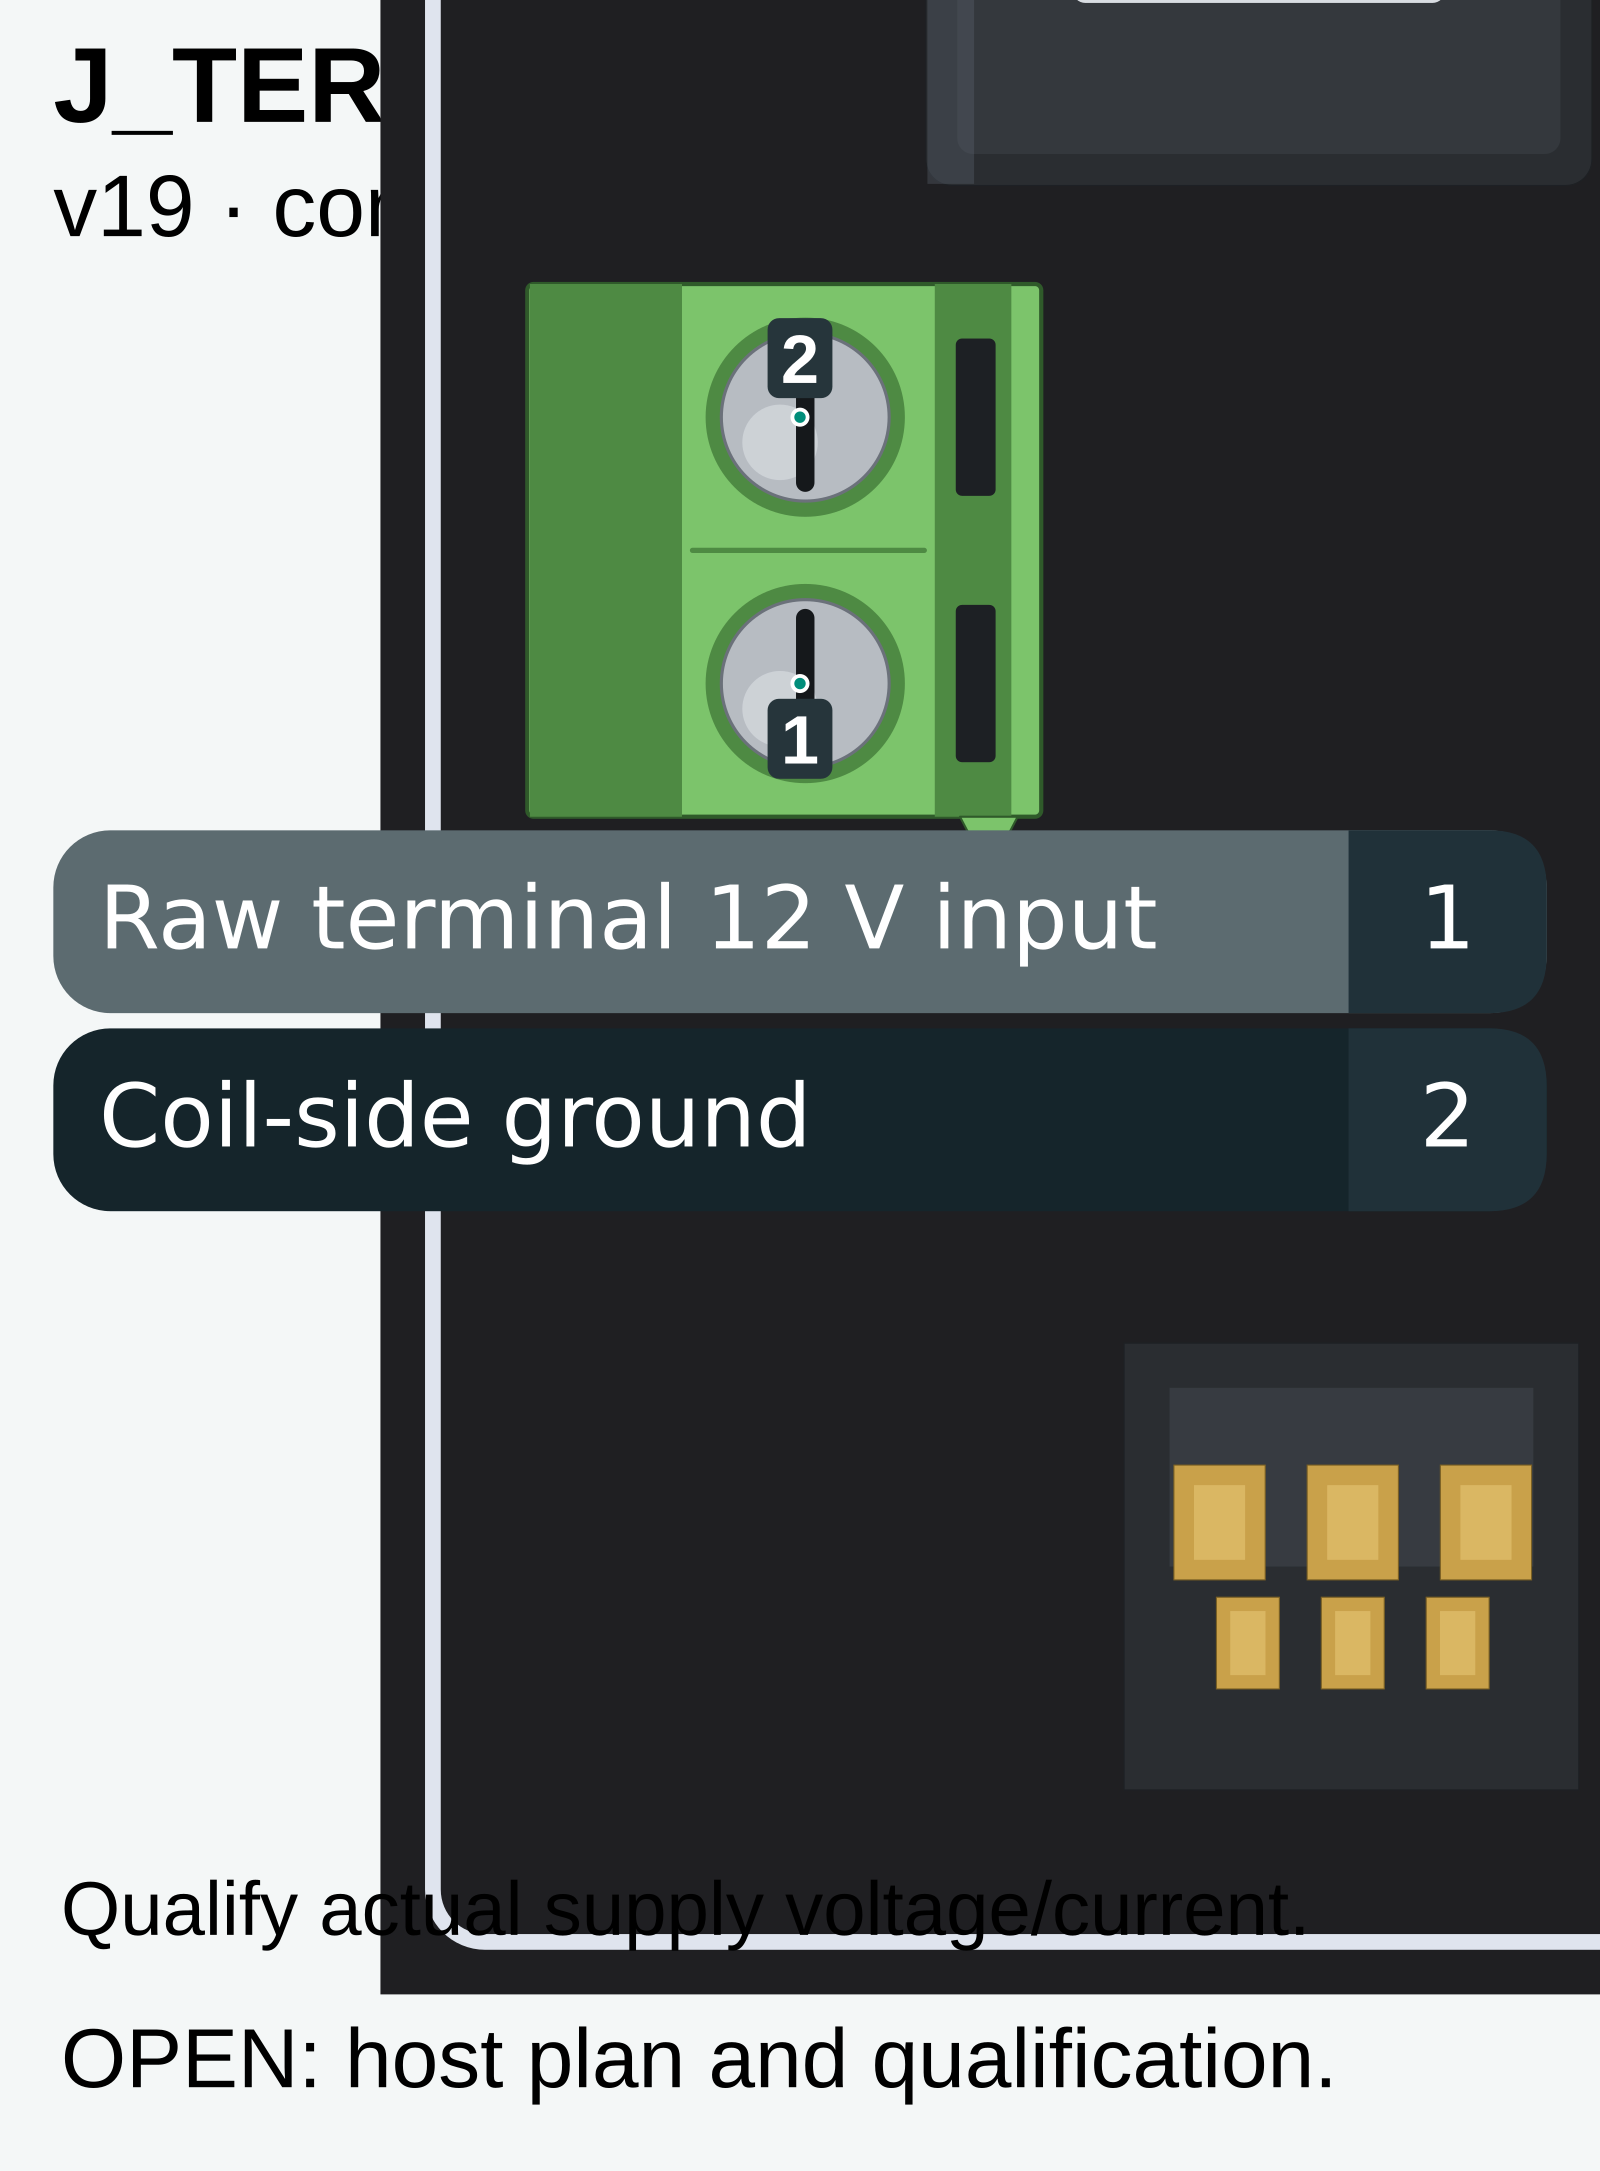 J_TER
v19 · cor
2
1
Raw terminal 12 V input 1
Coil-side ground 2
Qualify actual supply voltage/current.
OPEN: host plan and qualification.